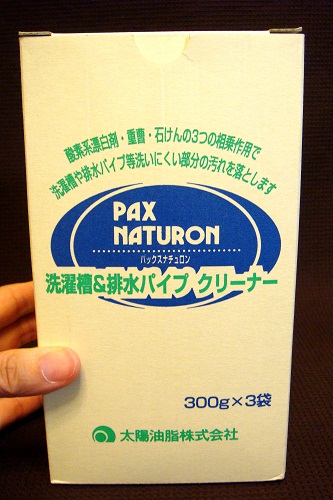 酸素系漂白剤・重曹・石けんの3つの相乗作用で
洗濯槽や排水パイプ等洗いにくい部分の汚れを落とします
PAX
NATURON
パックスナチュロン
洗濯槽&排水パイプ クリーナー
300g×3袋
太陽油脂株式会社